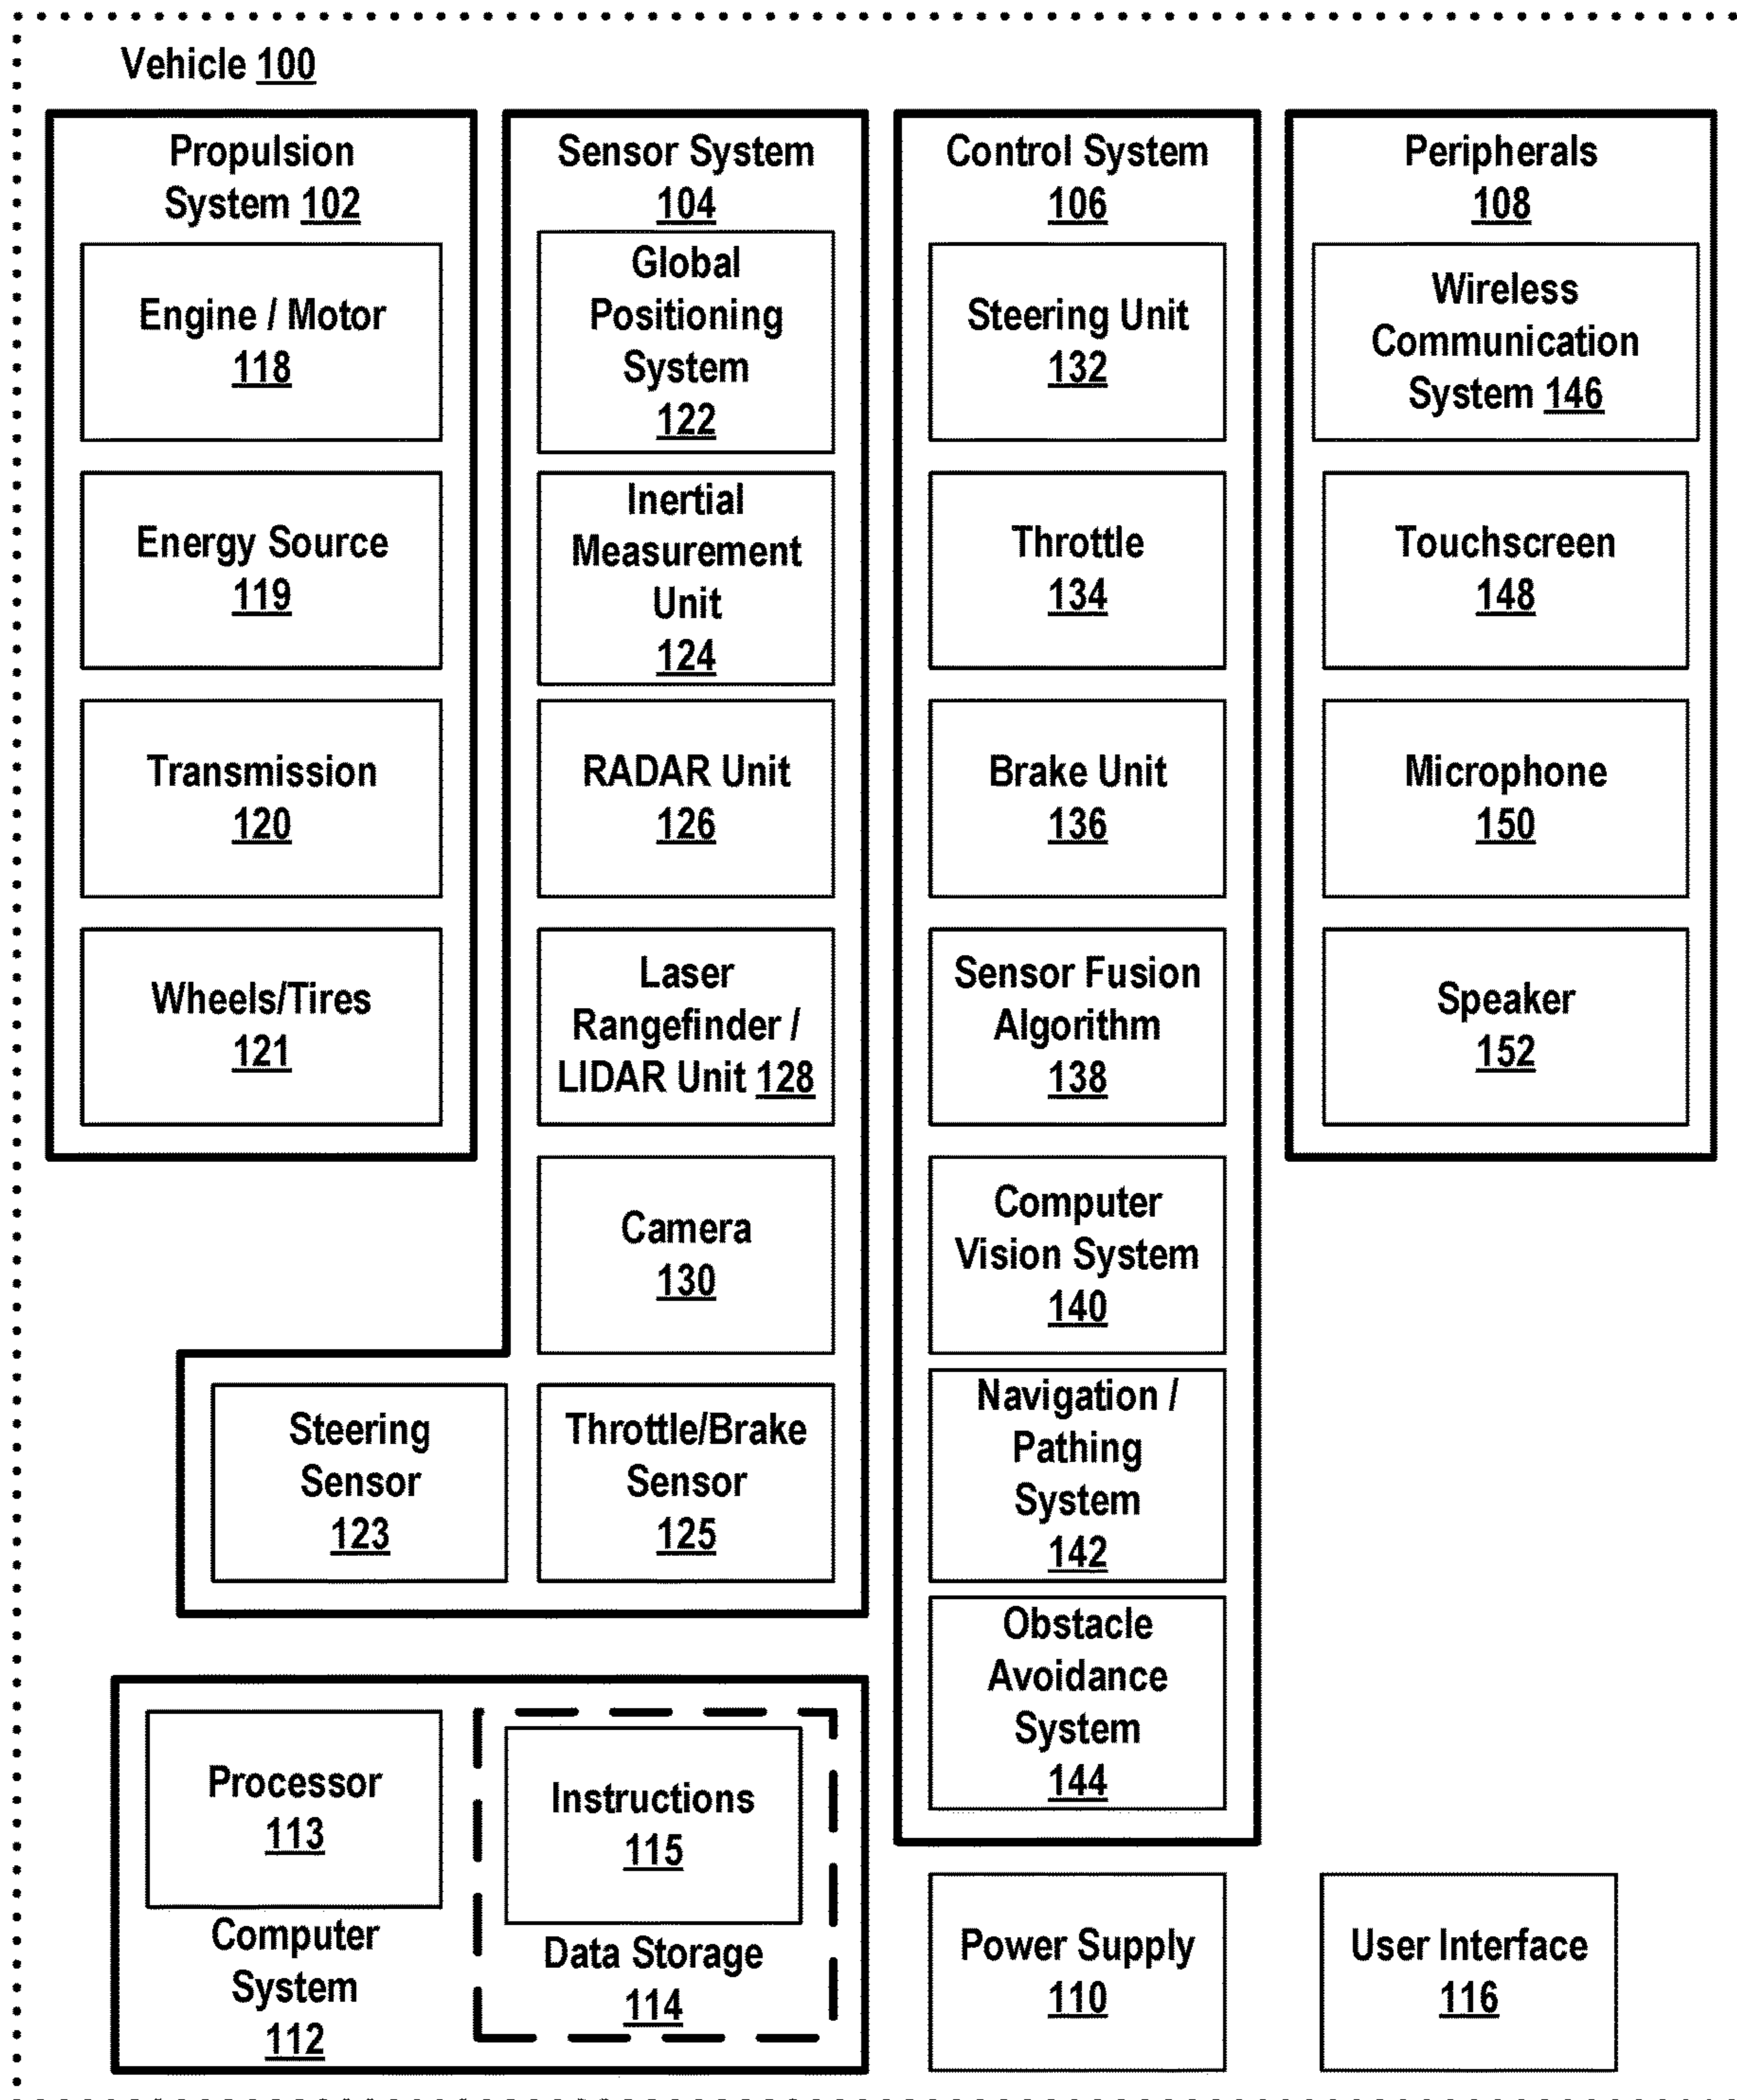 Vehicle 100
Propulsion
System 102
Engine / Motor
118
Energy Source
119
Transmission
120
Wheels/Tires
121
Sensor System
104
Global
Positioning
System
122
Inertial
Measurement
Unit
124
RADAR Unit
126
Laser
Rangefinder /
LIDAR Unit 128
Camera
130
Steering
Sensor
123
Throttle/Brake
Sensor
125
Control System
106
Steering Unit
132
Throttle
134
Brake Unit
136
Sensor Fusion
Algorithm
138
Computer
Vision System
140
Navigation /
Pathing
System
142
Obstacle
Avoidance
System
144
Peripherals
108
Wireless
Communication
System 146
Touchscreen
148
Microphone
150
Speaker
152
Processor
113
Computer
System
112
Instructions
115
Data Storage
114
Power Supply
110
User Interface
116